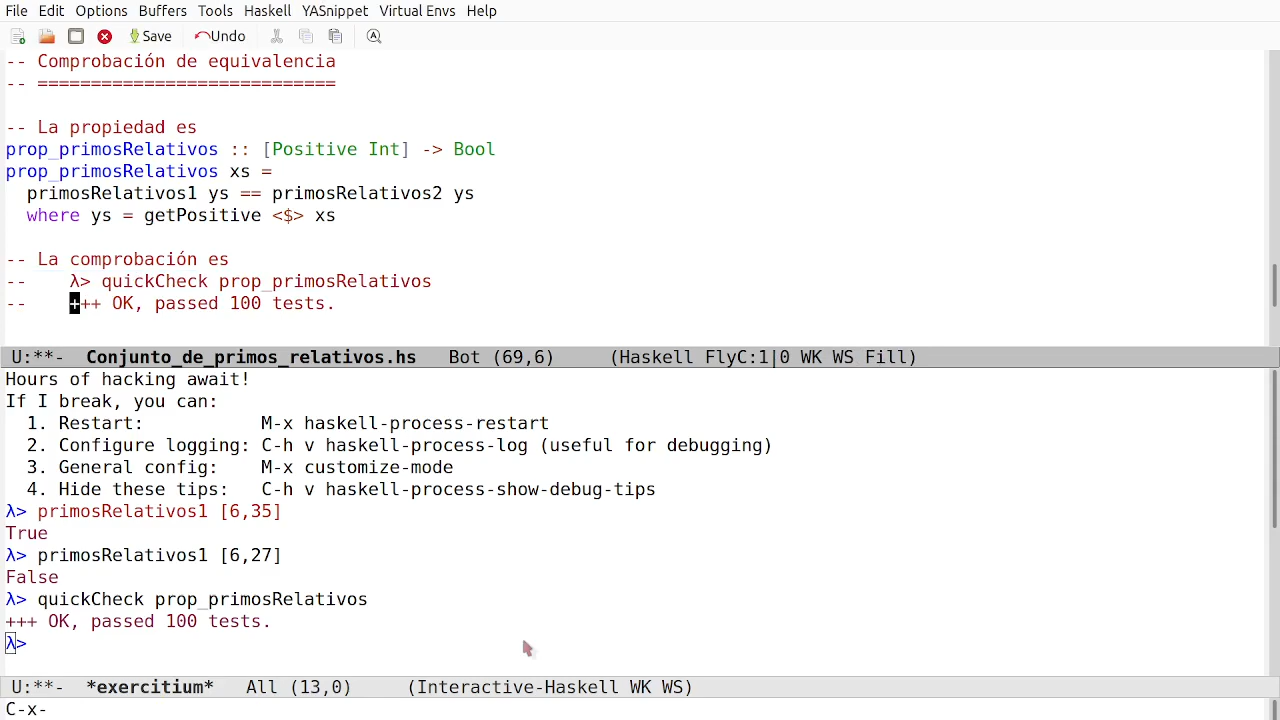 File Edit Options Buffers Tools Haskell YASnippet Virtual Envs Help
Save Undo
-- Comprobación de equivalencia
-- ============================
-- La propiedad es
prop_primosRelativos :: [Positive Int] -> Bool
prop_primosRelativos xs =
primosRelativos1 ys == primosRelativos2 ys
where ys = getPositive <$> xs
-- La comprobación es
-- λ> quickCheck prop_primosRelativos
-- +++ OK, passed 100 tests.
U:**- Conjunto_de_primos_relativos.hs Bot (69,6) (Haskell FlyC:1|0 WK WS Fill)
Hours of hacking await!
If I break, you can:
1. Restart: M-x haskell-process-restart
2. Configure logging: C-h v haskell-process-log (useful for debugging)
3. General config: M-x customize-mode
4. Hide these tips: C-h v haskell-process-show-debug-tips
λ> primosRelativos1 [6,35]
True
λ> primosRelativos1 [6,27]
False
λ> quickCheck prop_primosRelativos
+++ OK, passed 100 tests.
λ>
U:**- *exercitium* All (13,0) (Interactive-Haskell WK WS)
C-x-